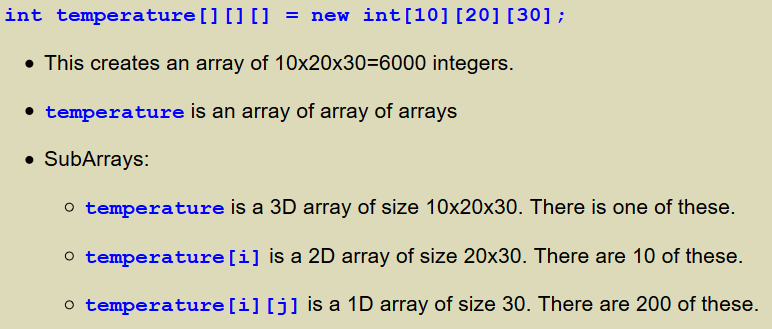 int temperature[][][] = new int[10][20][30];
• This creates an array of 10x20x30=6000 integers.
• temperature is an array of array of arrays
• SubArrays:
○ temperature is a 3D array of size 10x20x30. There is one of these.
○ temperature[i] is a 2D array of size 20x30. There are 10 of these.
○ temperature[i][j] is a 1D array of size 30. There are 200 of these.